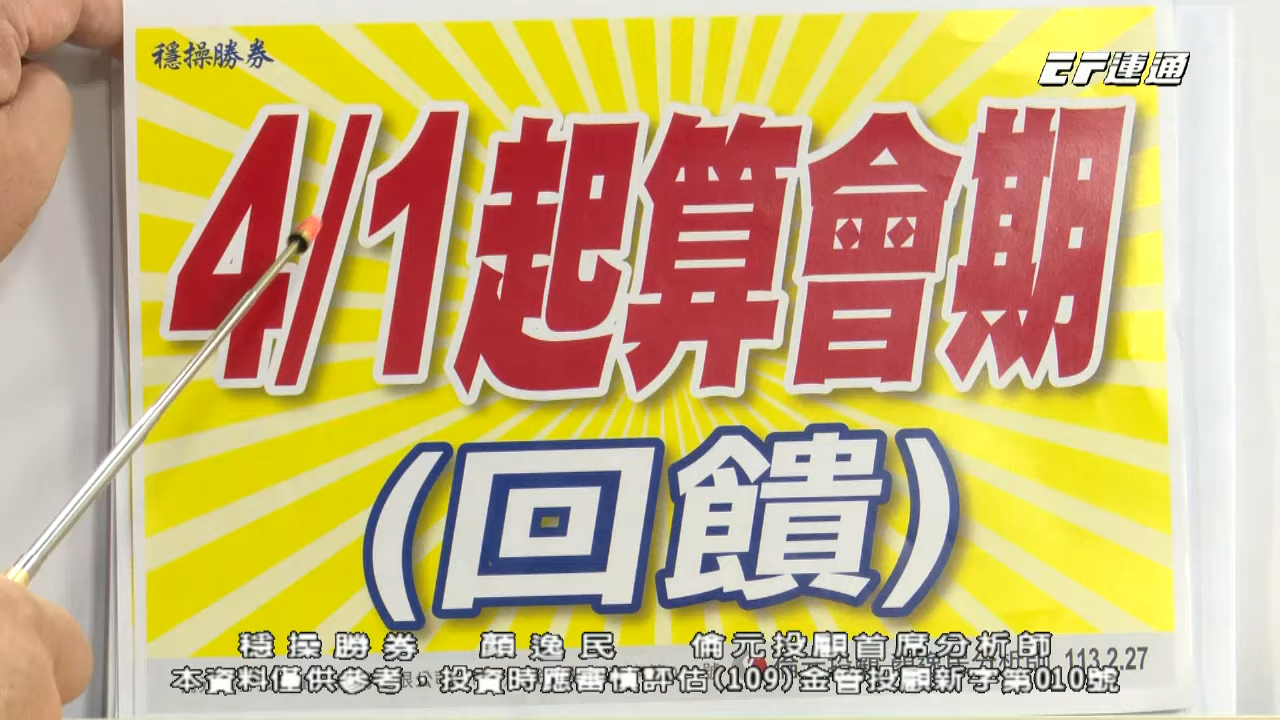 穩操勝券
EF運通
4/1起算會期
(回饋)
穩操勝券 顏逸民 倫元投顧首席分析師
113.2.27
本資料僅供參考 投資時應審慎評估(109)金管投顧新字第010號